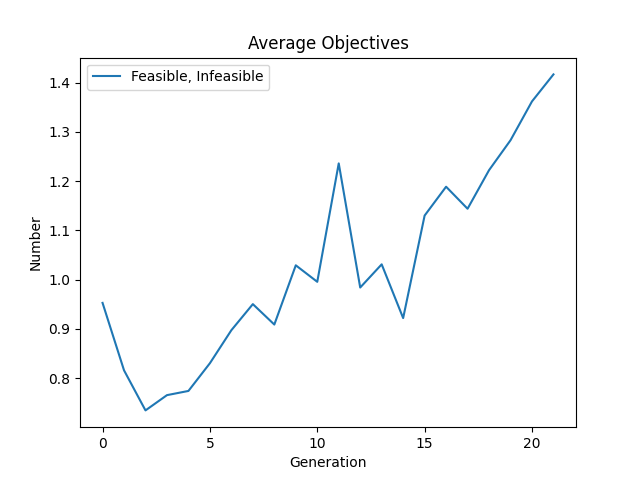 Average Objectives
Feasible, Infeasible
1.4
1.3
1.2
1.1
1.0
0.9
0.8
Number
0 5 10 15 20
Generation